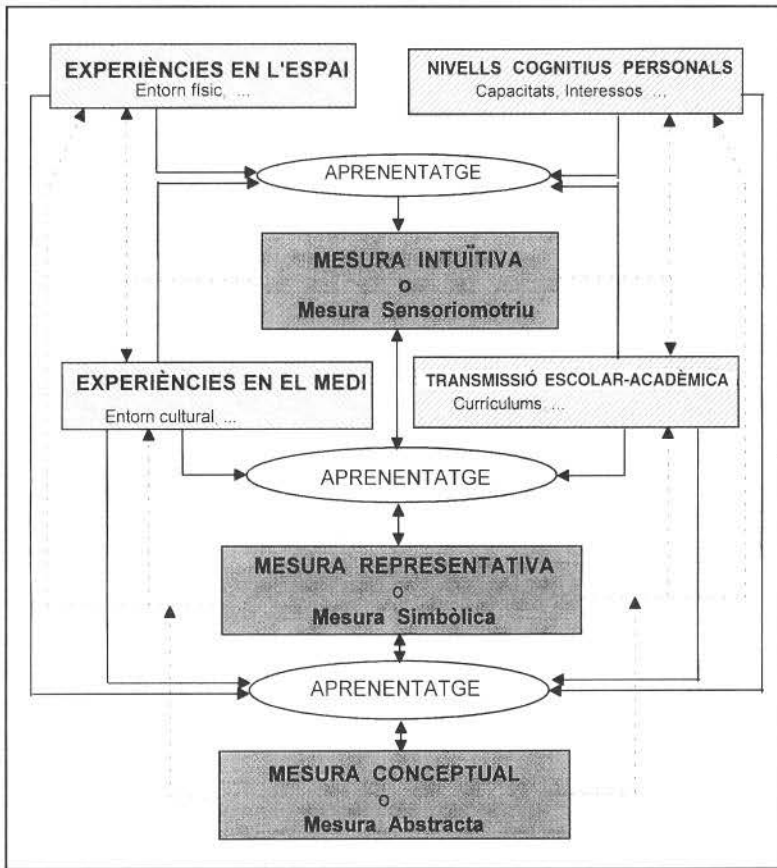 EXPERIÈNCIES EN L'ESPAI
Entorn físic, ...
NIVELLS COGNITIUS PERSONALS
Capacitats, Interessos ...
APRENENTATGE
MESURA INTUÏTIVA
o
Mesura Sensoriomotriu
EXPERIÈNCIES EN EL MEDI
Entorn cultural, ...
TRANSMISSIÓ ESCOLAR-ACADÈMICA
Currículums ...
APRENENTATGE
MESURA REPRESENTATIVA
o
Mesura Simbòlica
APRENENTATGE
MESURA CONCEPTUAL
o
Mesura Abstracta